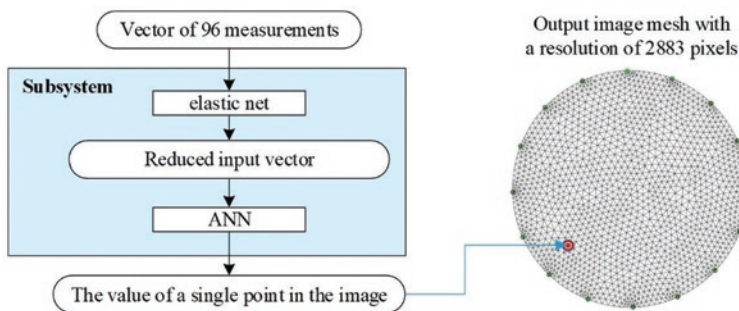 Vector of 96 measurements
Subsystem
elastic net
Reduced input vector
ANN
The value of a single point in the image
Output image mesh with
a resolution of 2883 pixels